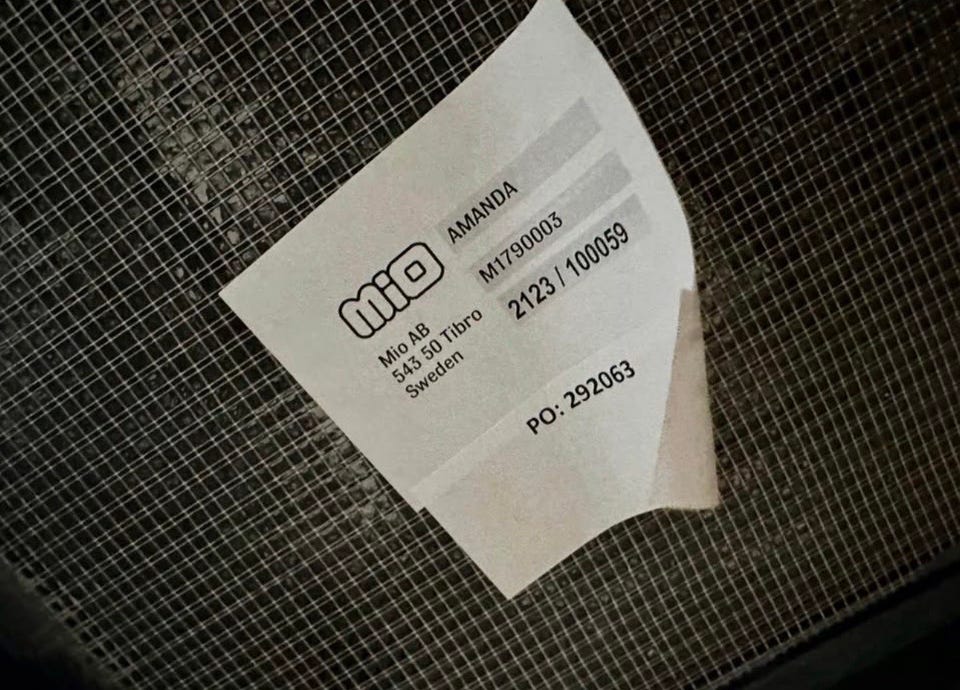 mio
Mio AB
543 50 Tibro
Sweden
AMANDA
M1790003
2123 / 100059
PO: 292063